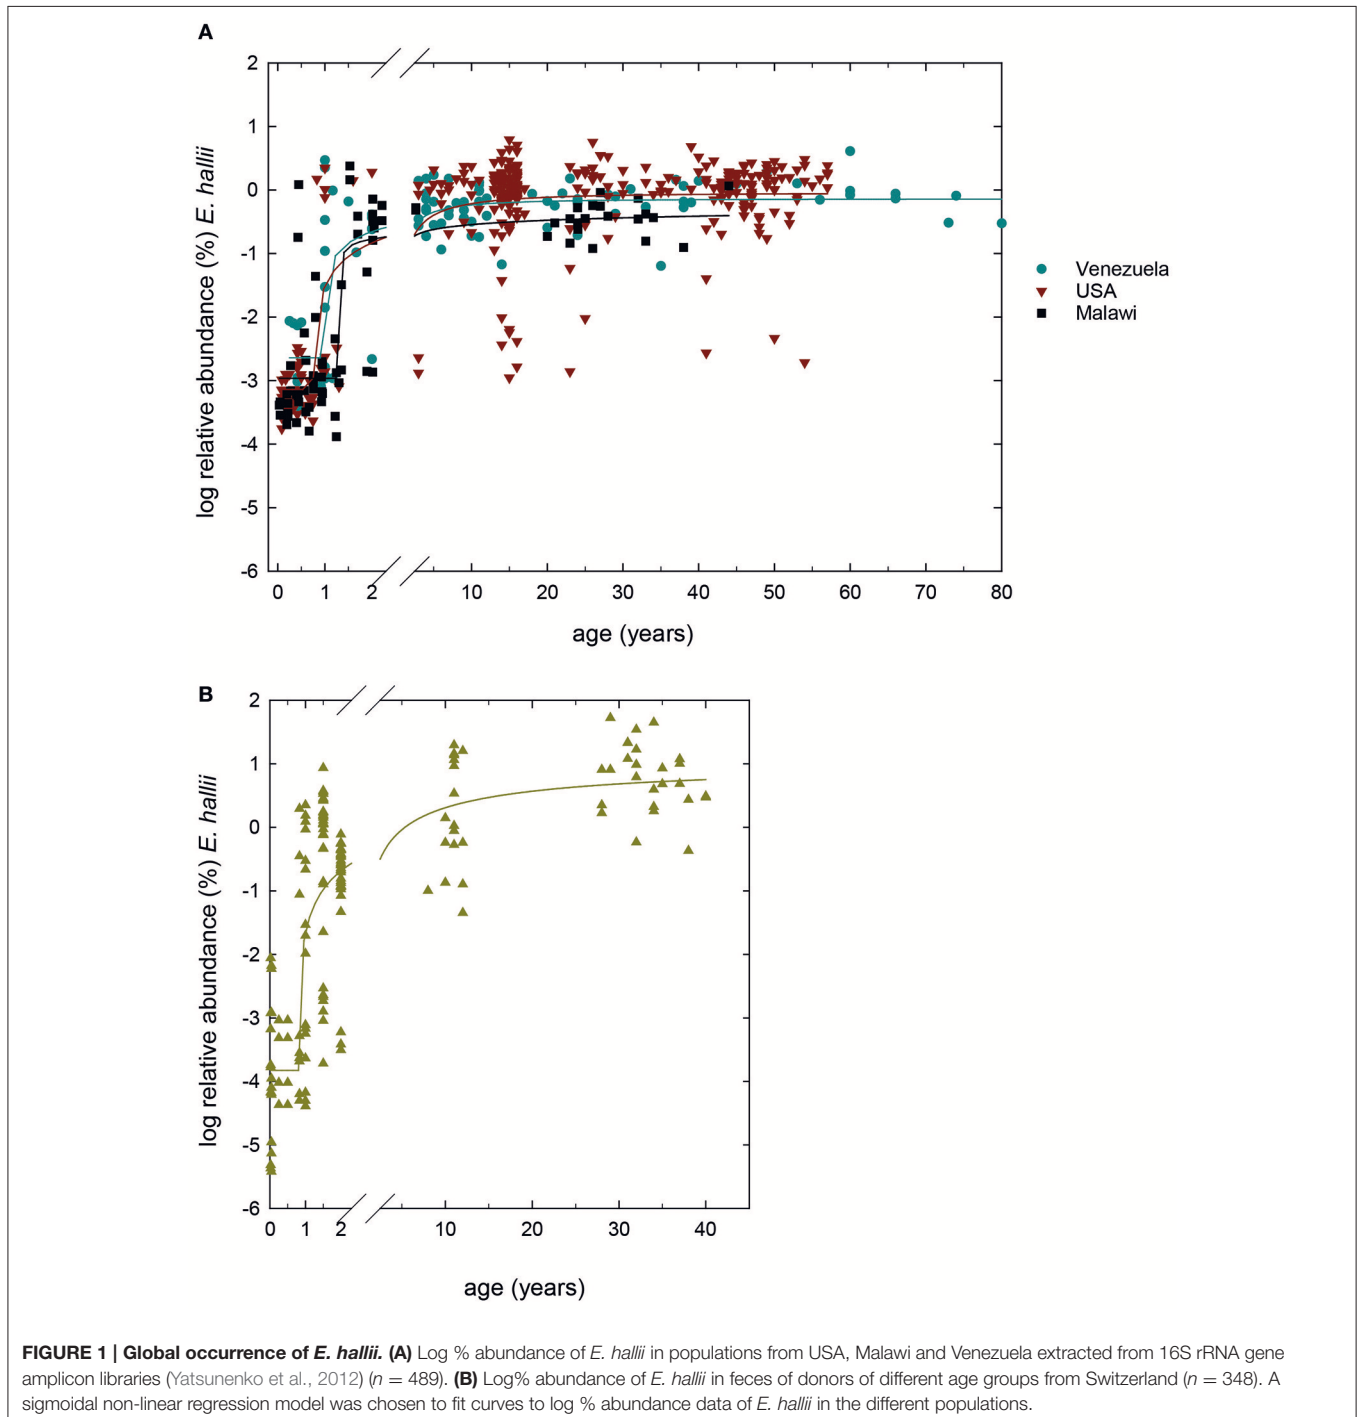 A
2
1
0
-1
-2
-3
-4
-5
-6
log relative abundance (%) E. hallii
0 1 2 10 20 30 40 50 60 70 80
age (years)
Venezuela
USA
Malawi
B
2
1
0
-1
-2
-3
-4
-5
-6
log relative abundance (%) E. hallii
0 1 2 10 20 30 40
age (years)
FIGURE 1 | Global occurrence of E. hallii. (A) Log % abundance of E. hallii in populations from USA, Malawi and Venezuela extracted from 16S rRNA gene
amplicon libraries (Yatsunenko et al., 2012) (n = 489). (B) Log% abundance of E. hallii in feces of donors of different age groups from Switzerland (n = 348). A
sigmoidal non-linear regression model was chosen to fit curves to log % abundance data of E. hallii in the different populations.